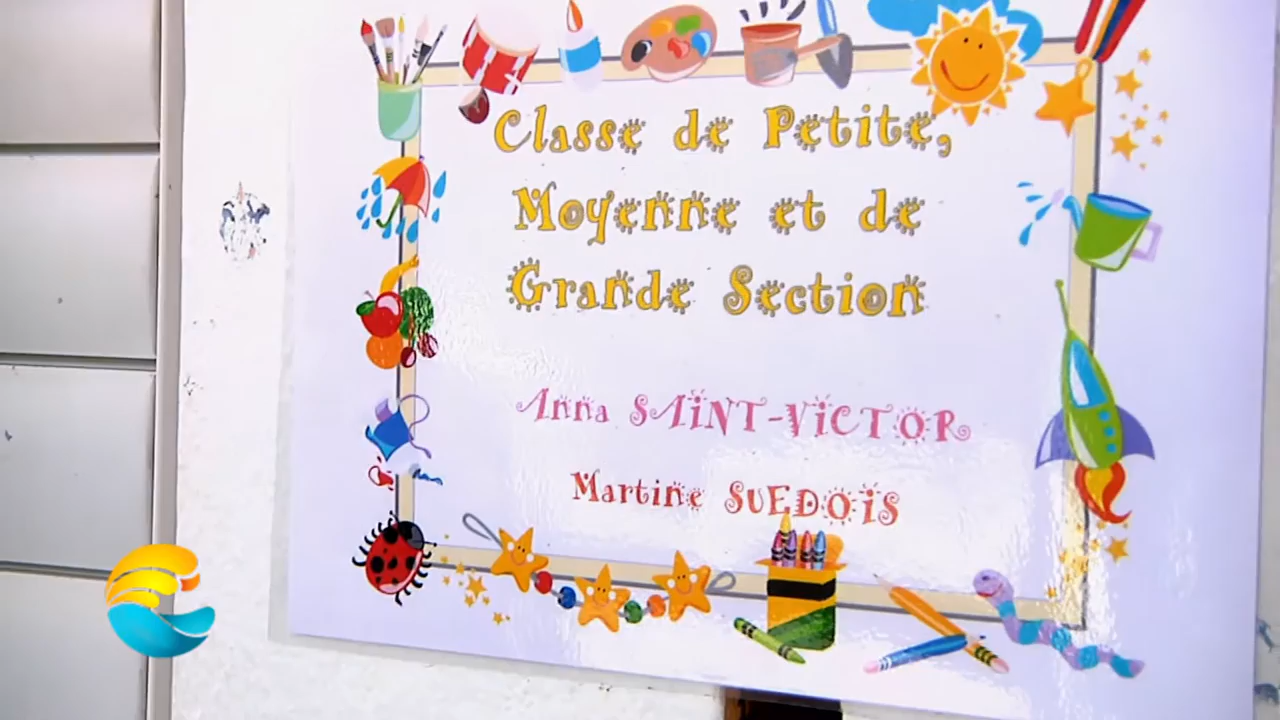 Classe de Petite,
Moyenne et de
Grande Section
Anna SAiNT-ViCTOR
Martine SUEDOiS